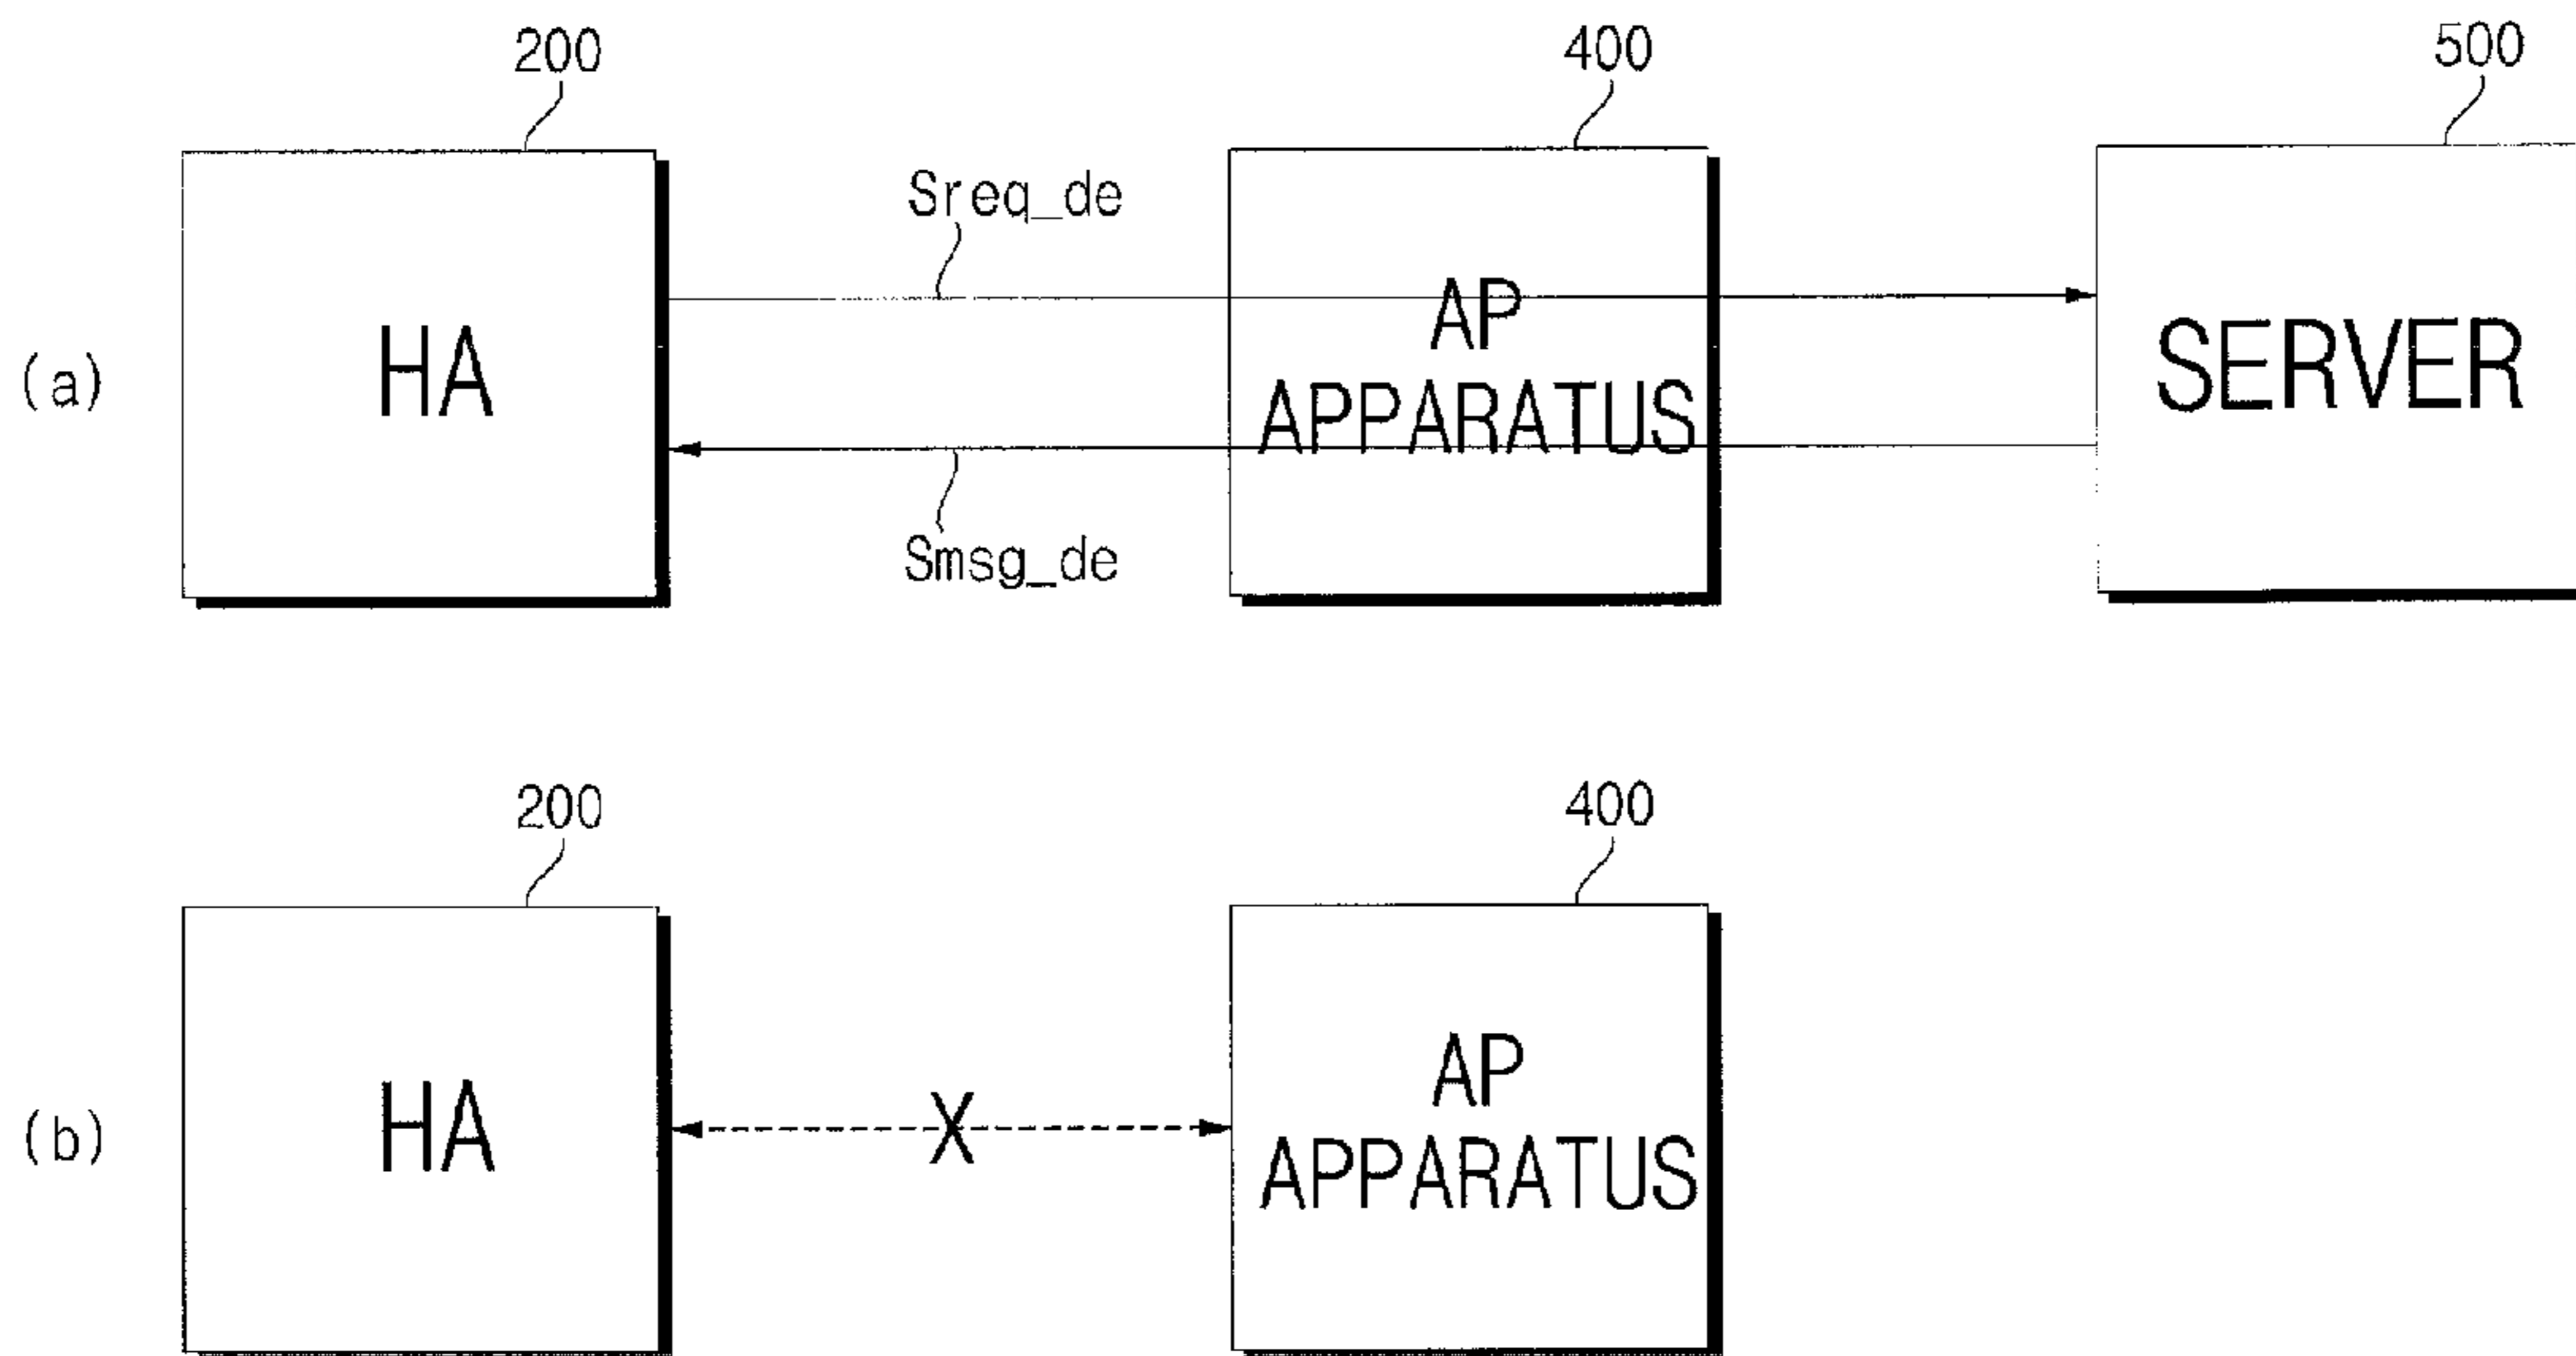 200
400
500
Sreq_de
(a)
HA
AP
APPARATUS
SERVER
Smsg_de
200
400
(b)
HA
X
AP
APPARATUS